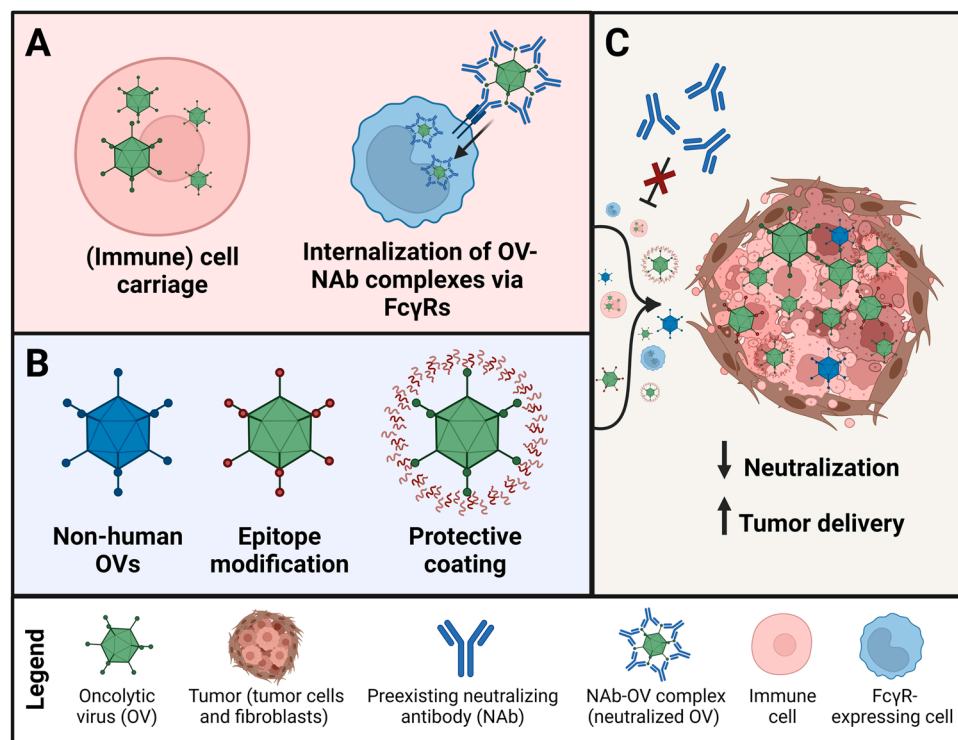 A
(Immune) cell
carriage
Internalization of OV-
NAb complexes via
FcγRs
B
Non-human
OVs
Epitope
modification
Protective
coating
C
Neutralization
Tumor delivery
Legend
Oncolytic
virus (OV)
Tumor (tumor cells
and fibroblasts)
Preexisting neutralizing
antibody (NAb)
NAb-OV complex
(neutralized OV)
Immune
cell
FcγR-
expressing cell